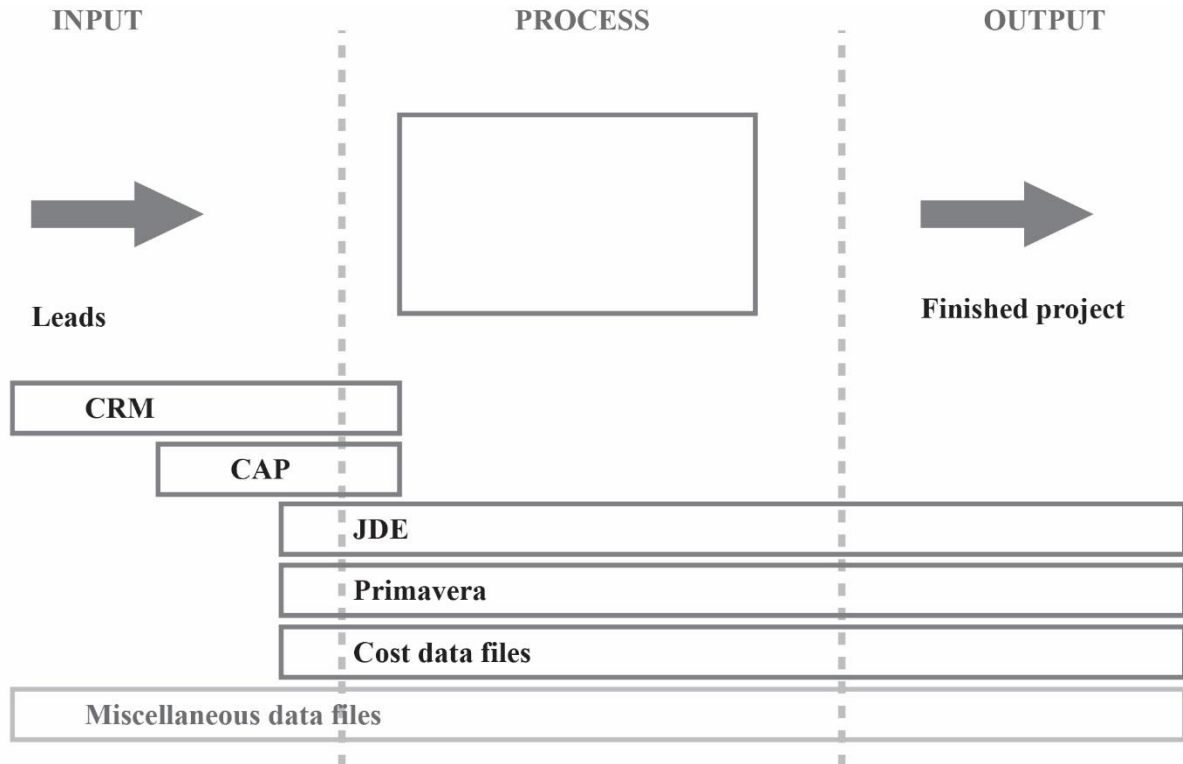 INPUT PROCESS OUTPUT
Leads
Finished project
CRM
CAP
JDE
Primavera
Cost data files
Miscellaneous data files